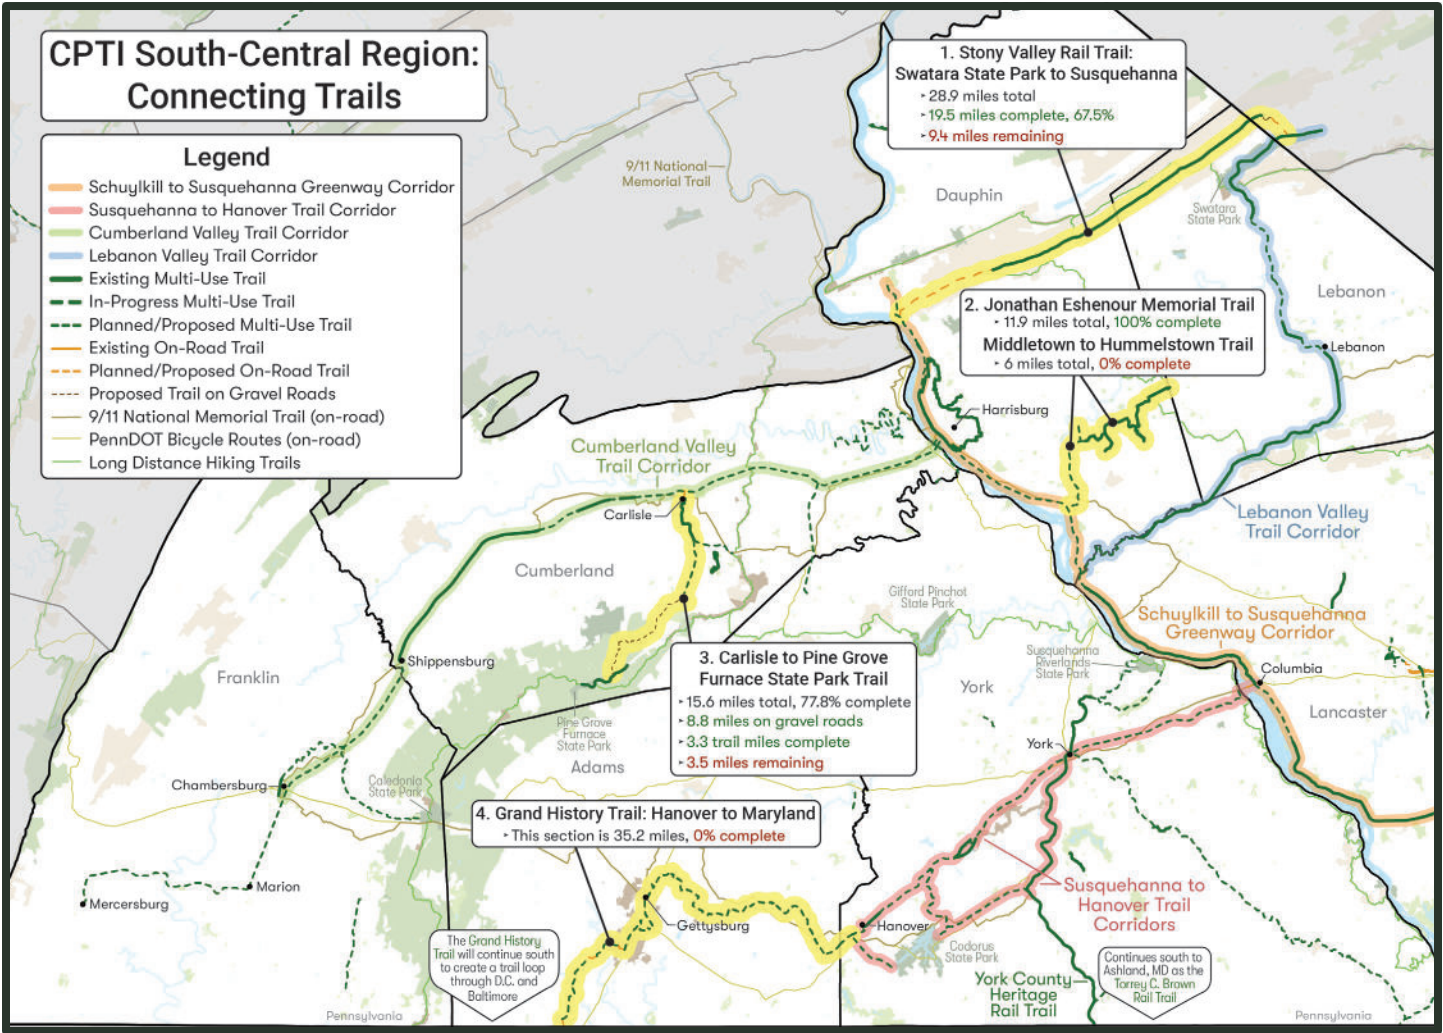 CPTI South-Central Region:
Connecting Trails
Legend
Schuylkill to Susquehanna Greenway Corridor
Susquehanna to Hanover Trail Corridor
Cumberland Valley Trail Corridor
Lebanon Valley Trail Corridor
Existing Multi-Use Trail
In-Progress Multi-Use Trail
Planned/Proposed Multi-Use Trail
Existing On-Road Trail
Planned/Proposed On-Road Trail
Proposed Trail on Gravel Roads
9/11 National Memorial Trail (on-road)
PennDOT Bicycle Routes (on-road)
Long Distance Hiking Trails
1. Stony Valley Rail Trail:
Swatara State Park to Susquehanna
‣ 28.9 miles total
‣ 19.5 miles complete, 67.5%
‣ 9.4 miles remaining
9/11 National
Memorial Trail
Dauphin
Swatara
State Park
Lebanon
2. Jonathan Eshenour Memorial Trail
‣ 11.9 miles total, 100% complete
Middletown to Hummelstown Trail
‣ 6 miles total, 0% complete
Lebanon
Harrisburg
Cumberland Valley
Trail Corridor
Carlisle
Lebanon Valley
Trail Corridor
Cumberland
Gifford Pinchot
State Park
Schuylkill to Susquehanna
Greenway Corridor
Shippensburg
Franklin
3. Carlisle to Pine Grove
Furnace State Park Trail
‣ 15.6 miles total, 77.8% complete
‣ 8.8 miles on gravel roads
‣ 3.3 trail miles complete
‣ 3.5 miles remaining
Susquehanna
Riverlands
State Park
Columbia
York
Lancaster
Pine Grove
Furnace
State Park
York
Adams
Chambersburg
Caledonia
State Park
4. Grand History Trail: Hanover to Maryland
‣ This section is 35.2 miles, 0% complete
Marion
Mercersburg
Susquehanna to
Hanover Trail
Corridors
Gettysburg
Hanover
The Grand History
Trail will continue south
to create a trail loop
through D.C. and
Baltimore
Codorus
State Park
York County
Heritage
Rail Trail
Continues south to
Ashland, MD as the
Torrey C. Brown
Rail Trail
Pennsylvania
Pennsylvania